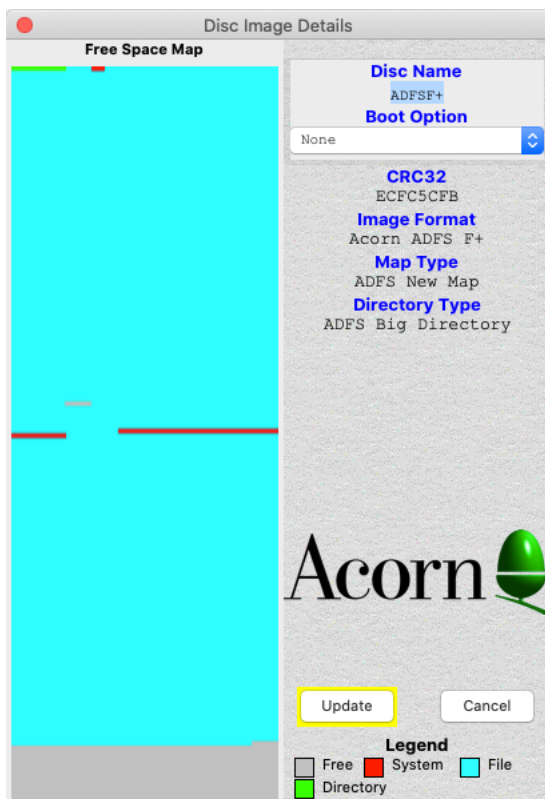 Disc Image Details
Free Space Map
Disc Name
ADFSF+
Boot Option
None
CRC32
ECFC5CFB
Image Format
Acorn ADFS F+
Map Type
ADFS New Map
Directory Type
ADFS Big Directory
Acorn
Update Cancel
Legend
Free System File
Directory